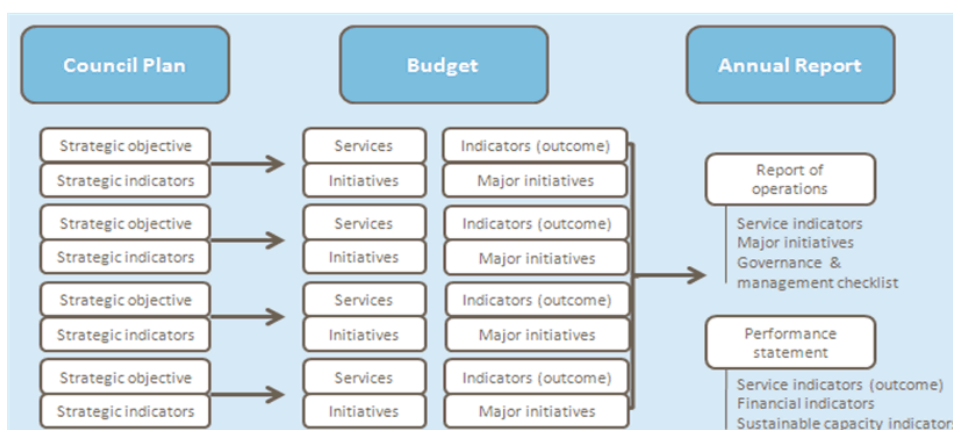 Council Plan
Budget
Annual Report
Strategic objective
Strategic indicators
Services
Initiatives
Indicators (outcome)
Major initiatives
Strategic objective
Strategic indicators
Services
Initiatives
Indicators (outcome)
Major initiatives
Strategic objective
Strategic indicators
Services
Initiatives
Indicators (outcome)
Major initiatives
Strategic objective
Strategic indicators
Services
Initiatives
Indicators (outcome)
Major initiatives
Report of
operations
Service indicators
Major initiatives
Governance &
management checklist
Performance
statement
Service indicators (outcome)
Financial indicators
Sustainable capacity indicators